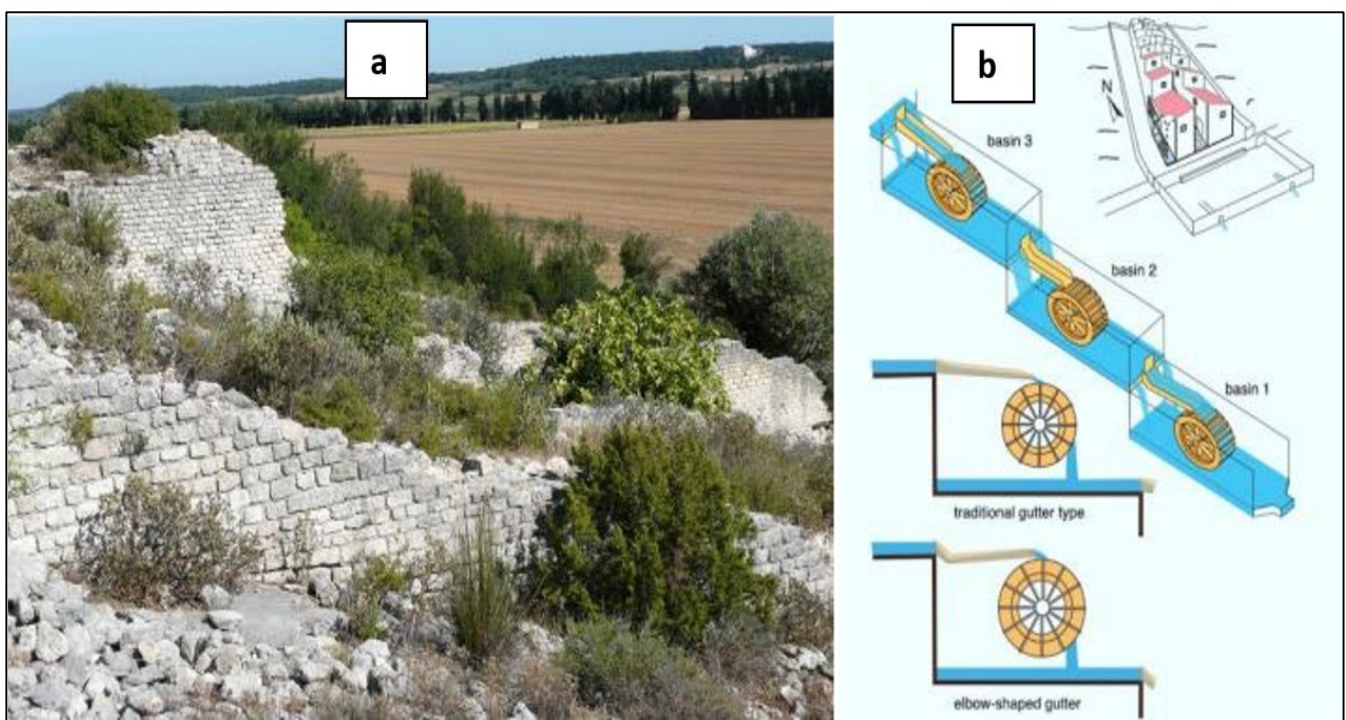 a
b
N
basin 3
basin 2
basin 1
traditional gutter type
elbow-shaped gutter